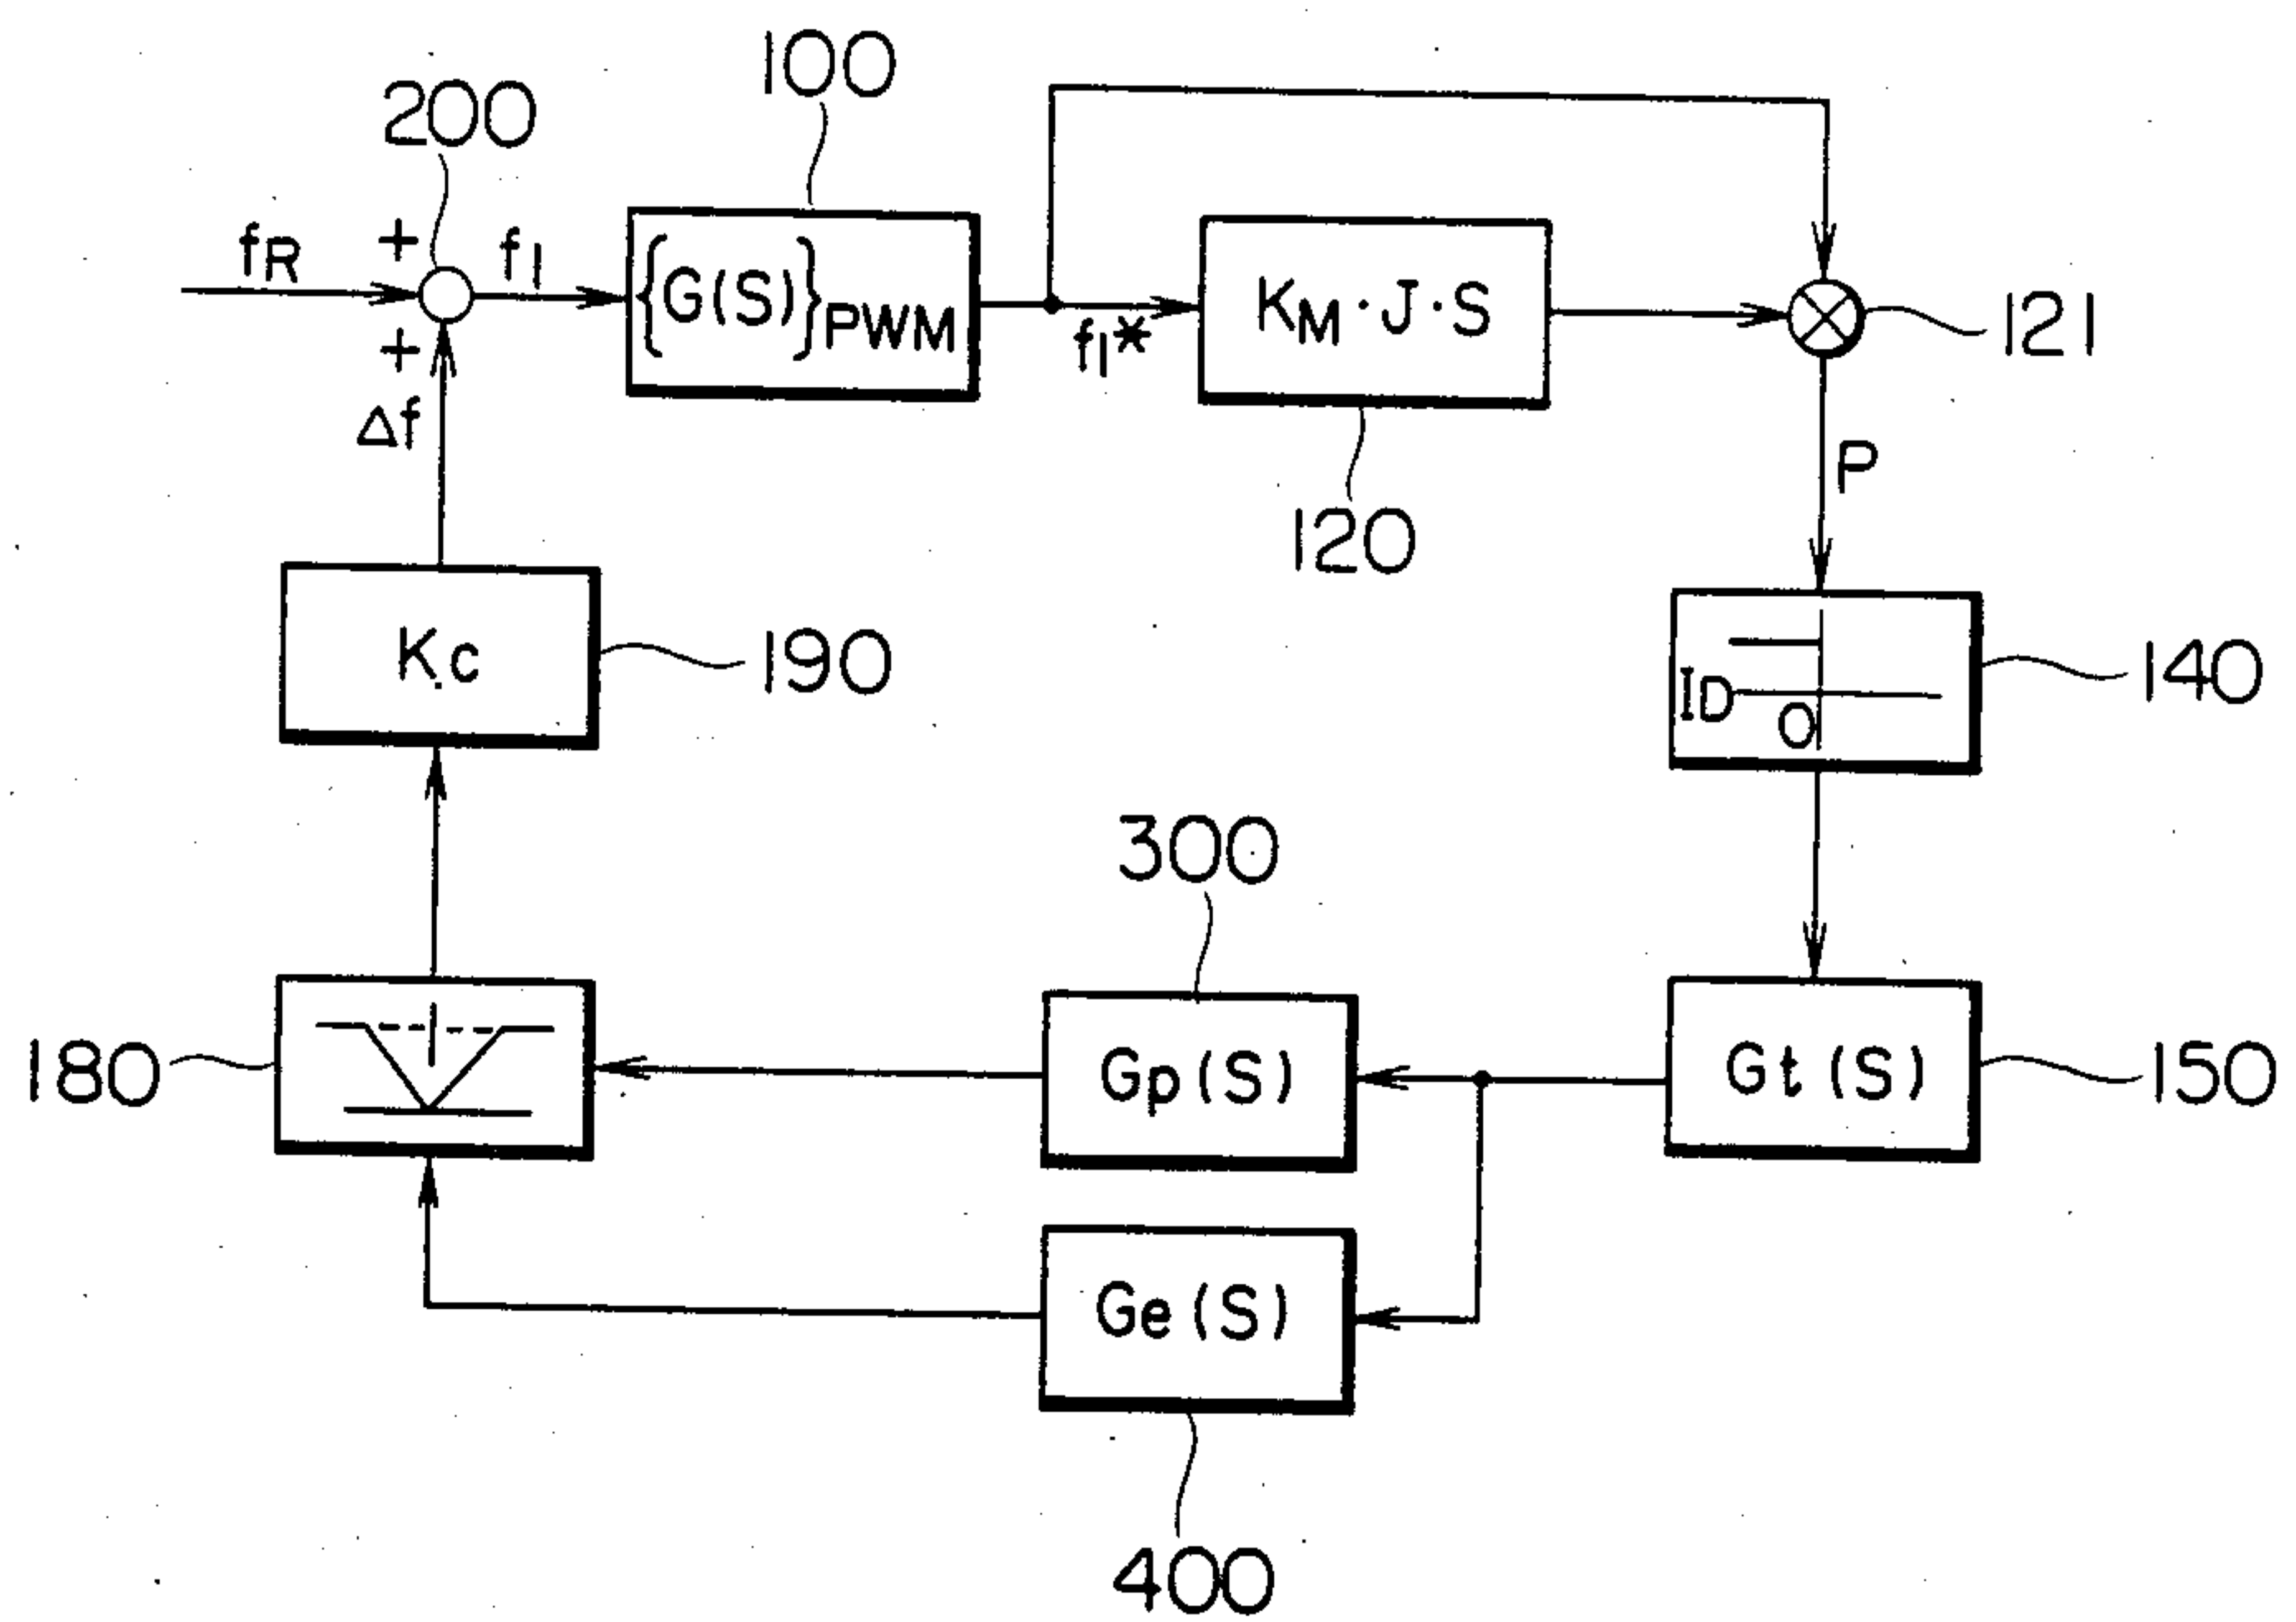 100
200
fR
+
f1
{G(S)}PWM
f1*
KM·J·S
121
+
Δf
P
120
K.c
190
ID
0
140
300
180
Gp(S)
Gt(S)
150
Ge(S)
400